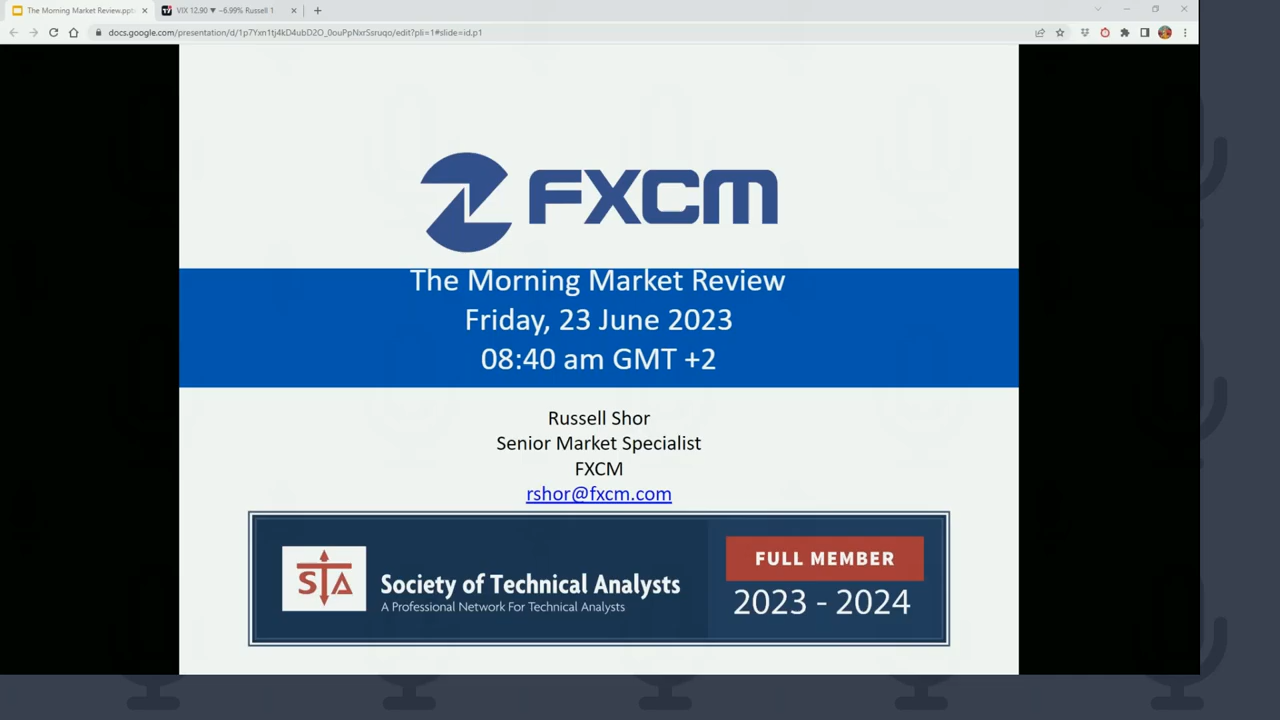 The Morning Market Review.ppt
VIX 12.90 ▼ −6.99% Russell 1
docs.google.com/presentation/d/1p7Yxn1tj4kD4ubD2O_0ouPpNxrSsruqo/edit?pli=1#slide=id.p1
FXCM
The Morning Market Review
Friday, 23 June 2023
08:40 am GMT +2
Russell Shor
Senior Market Specialist
FXCM
rshor@fxcm.com
STA
Society of Technical Analysts
A Professional Network For Technical Analysts
FULL MEMBER
2023 - 2024